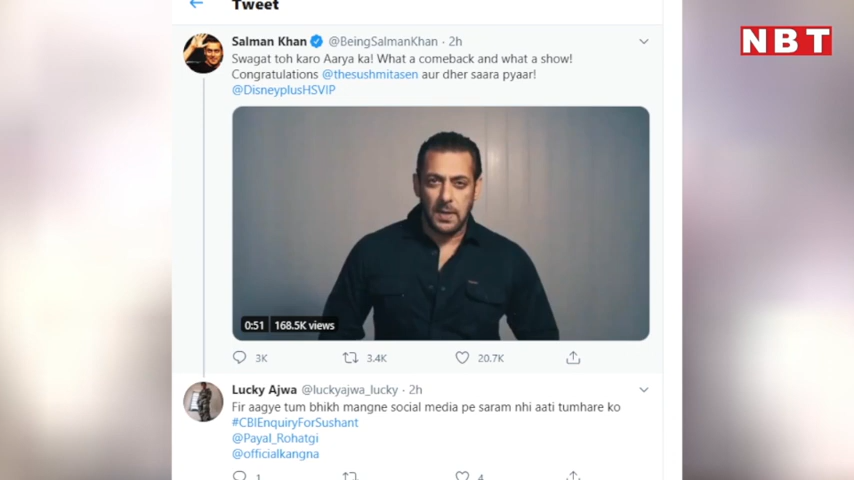 Tweet
NBT
Salman Khan @BeingSalmanKhan · 2h
Swagat toh karo Aarya ka! What a comeback and what a show!
Congratulations @thesushmitasen aur dher saara pyaar!
@DisneyplusHSVIP
0:51 168.5K views
3K 3.4K 20.7K
Lucky Ajwa @luckyajwa_lucky · 2h
Fir aagye tum bhikh mangne social media pe saram nhi aati tumhare ko
#CBIEnquiryForSushant
@Payal_Rohatgi
@officialkangna
1 4